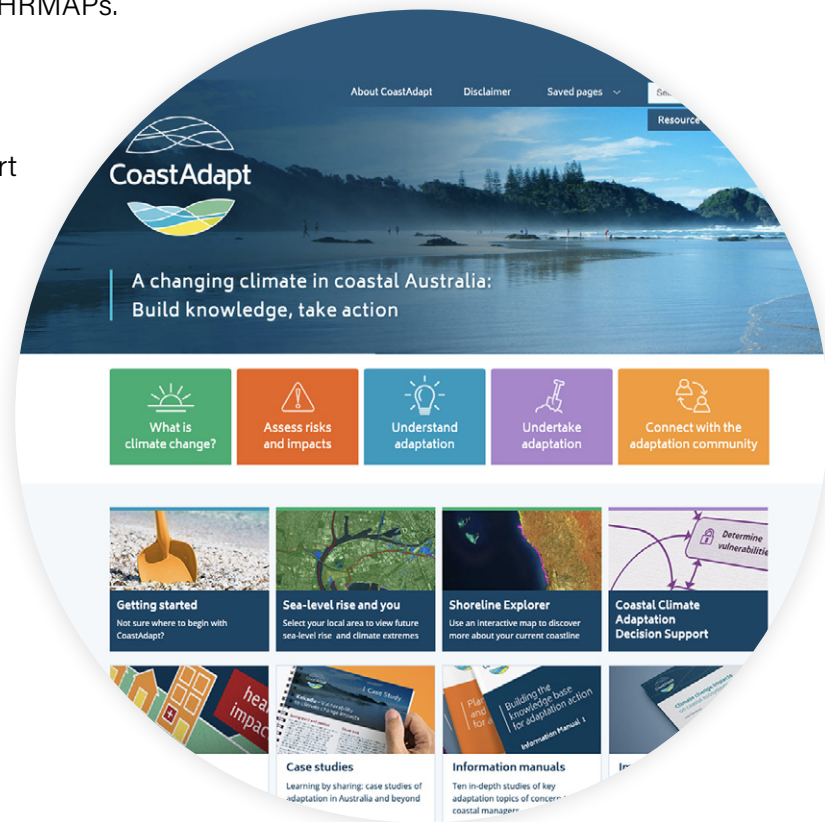 HRMAPs.
rt
About CoastAdapt
Disclaimer
Saved pages
Resource
CoastAdapt
A changing climate in coastal Australia:
Build knowledge, take action
What is
climate change?
Assess risks
and impacts
Understand
adaptation
Undertake
adaptation
Connect with the
adaptation community
Determine
Getting started
Not sure where to begin with
CoastAdapt?
Sea-level rise and you
Select your local area to view future
sea-level rise and climate extremes
Shoreline Explorer
Use an interactive map to discover
more about your current coastline
Coastal Climate
Adaptation
Decision Support
Case Study
Building the
knowledge base
for adaptation action
Information Manual 1
Climate change impacts
Case studies
Learning by sharing: case studies of
adaptation in Australia and beyond
Information manuals
Ten in-depth studies of key
adaptation topics of concern
coastal managers